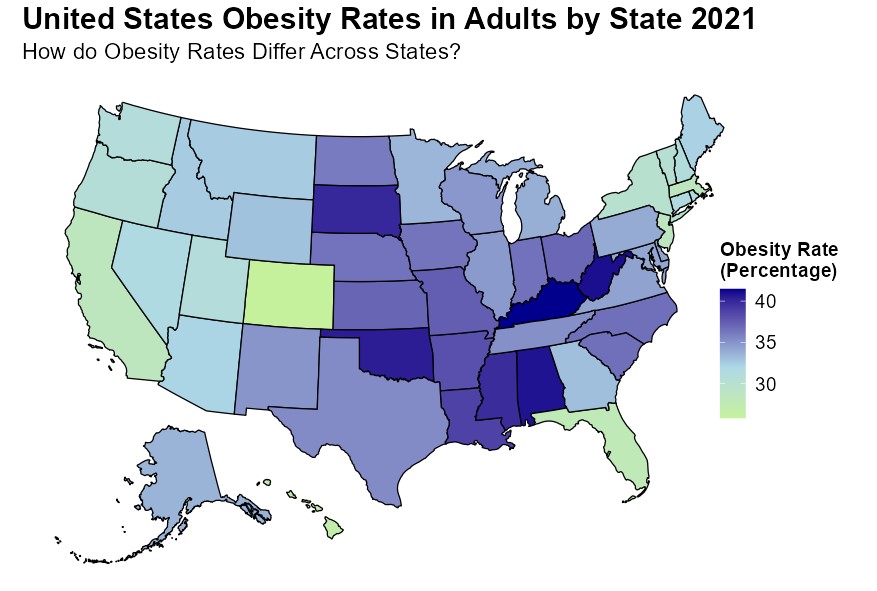 United States Obesity Rates in Adults by State 2021
How do Obesity Rates Differ Across States?
Obesity Rate
(Percentage)
40
35
30